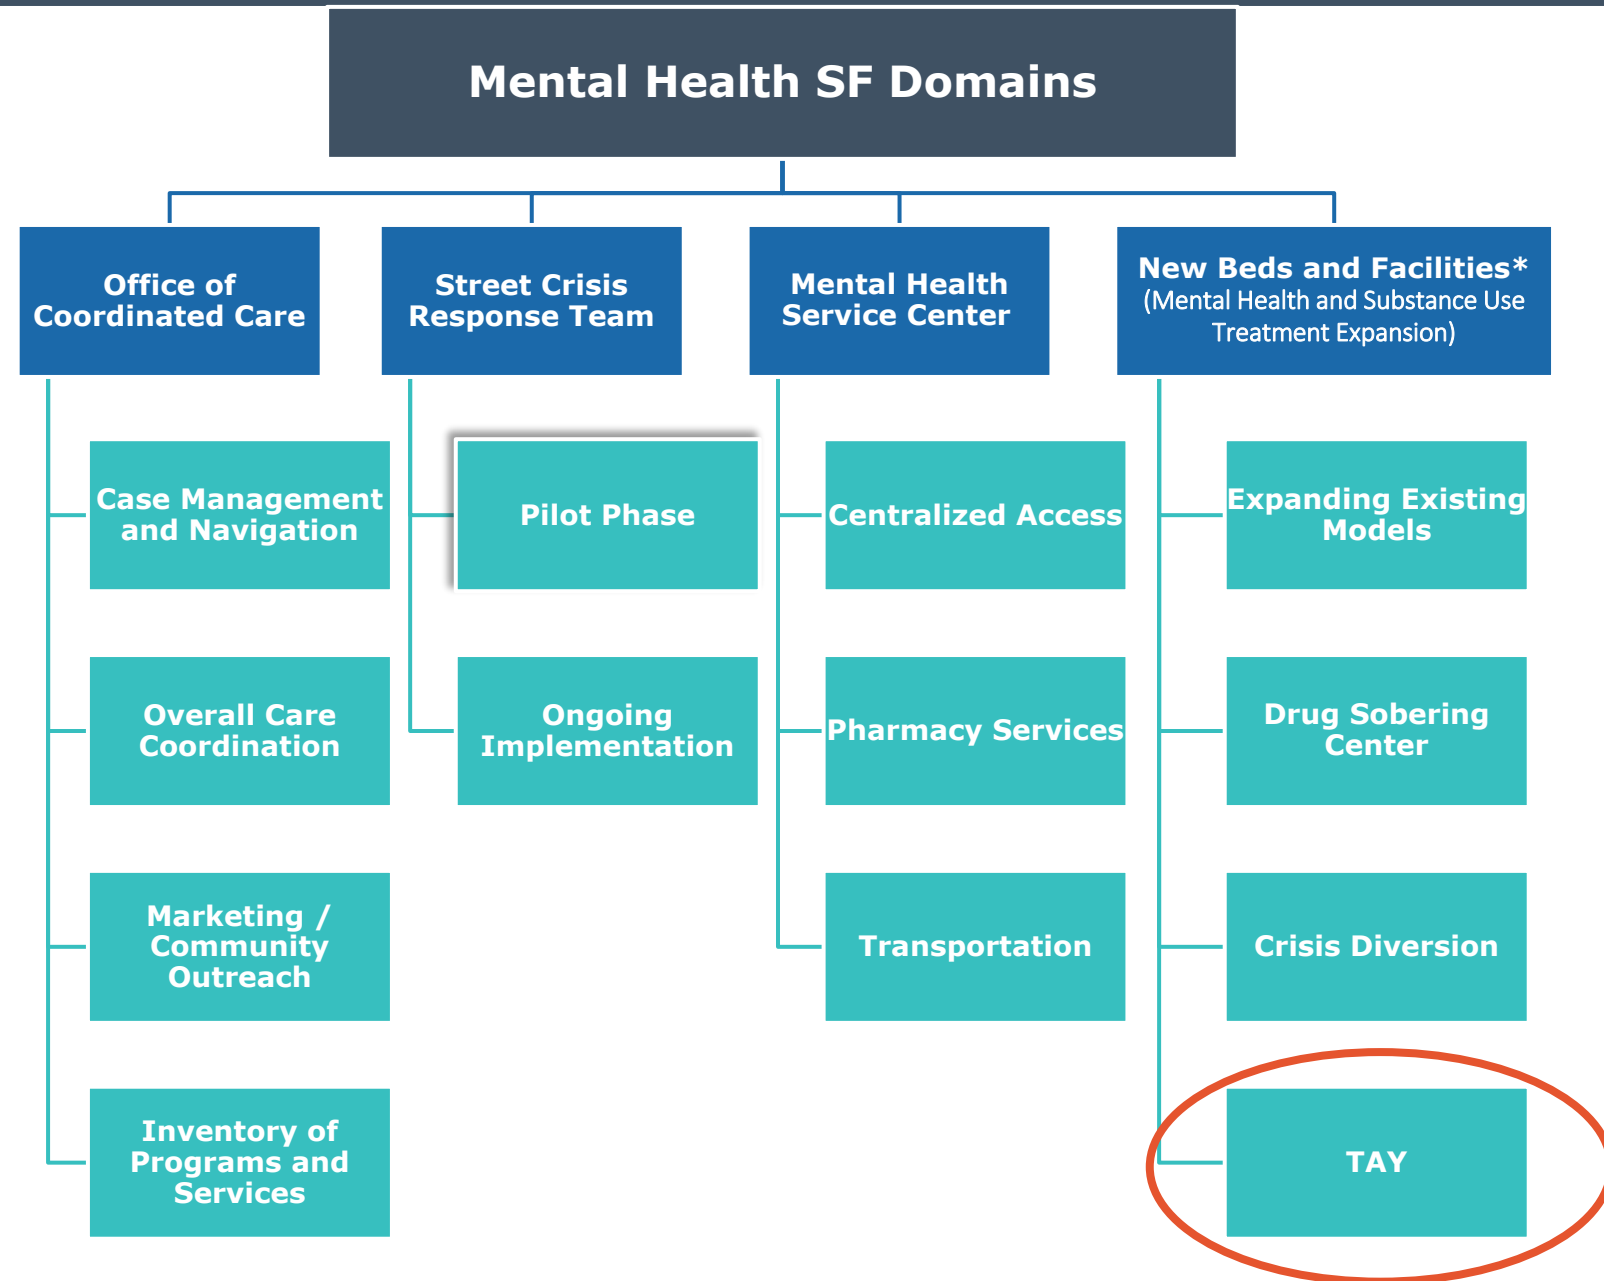 Mental Health SF Domains
Office of
Coordinated Care
Street Crisis
Response Team
Mental Health
Service Center
New Beds and Facilities*
(Mental Health and Substance Use
Treatment Expansion)
Case Management
and Navigation
Overall Care
Coordination
Marketing /
Community
Outreach
Inventory of
Programs and
Services
Pilot Phase
Ongoing
Implementation
Centralized Access
Pharmacy Services
Transportation
Expanding Existing
Models
Drug Sobering
Center
Crisis Diversion
TAY